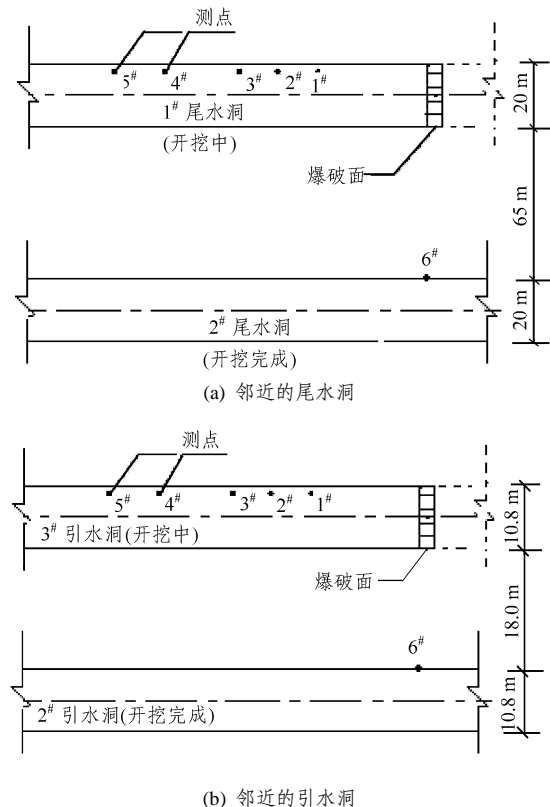 测点
5# 4# 3# 2# 1#
1# 尾水洞
(开挖中)
爆破面
20 m
65 m
6#
2# 尾水洞
(开挖完成)
20 m
(a) 邻近的尾水洞
测点
5# 4# 3# 2# 1#
3# 引水洞(开挖中)
爆破面
10.8 m
18.0 m
6#
2# 引水洞(开挖完成)
10.8 m
(b) 邻近的引水洞